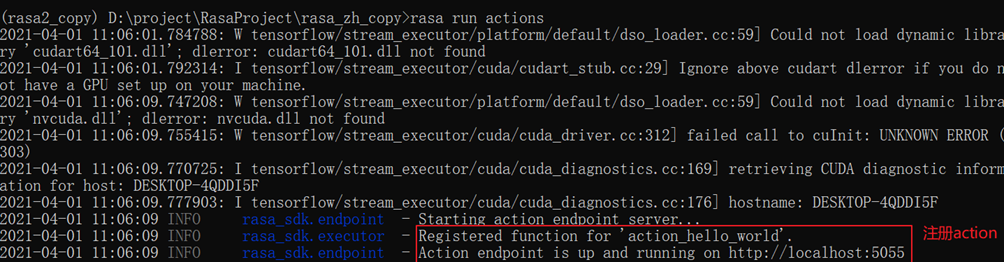 (rasa2_copy) D:\project\RasaProject\rasa_zh_copy>rasa run actions
2021-04-01 11:06:01.784788: W tensorflow/stream_executor/platform/default/dso_loader.cc:59] Could not load dynamic libra
ry 'cudart64_101.dll'; dlerror: cudart64_101.dll not found
2021-04-01 11:06:01.792314: I tensorflow/stream_executor/cuda/cudart_stub.cc:29] Ignore above cudart dlerror if you do n
ot have a GPU set up on your machine.
2021-04-01 11:06:09.747208: W tensorflow/stream_executor/platform/default/dso_loader.cc:59] Could not load dynamic libra
ry 'nvcuda.dll'; dlerror: nvcuda.dll not found
2021-04-01 11:06:09.755415: W tensorflow/stream_executor/cuda/cuda_driver.cc:312] failed call to cuInit: UNKNOWN ERROR (
303)
2021-04-01 11:06:09.770725: I tensorflow/stream_executor/cuda/cuda_diagnostics.cc:169] retrieving CUDA diagnostic inform
ation for host: DESKTOP-4QDDI5F
2021-04-01 11:06:09.777903: I tensorflow/stream_executor/cuda/cuda_diagnostics.cc:176] hostname: DESKTOP-4QDDI5F
2021-04-01 11:06:09 INFO rasa_sdk.endpoint - Starting action endpoint server...
2021-04-01 11:06:09 INFO rasa_sdk.executor - Registered function for 'action_hello_world'. 注册action
2021-04-01 11:06:09 INFO rasa_sdk.endpoint - Action endpoint is up and running on http://localhost:5055